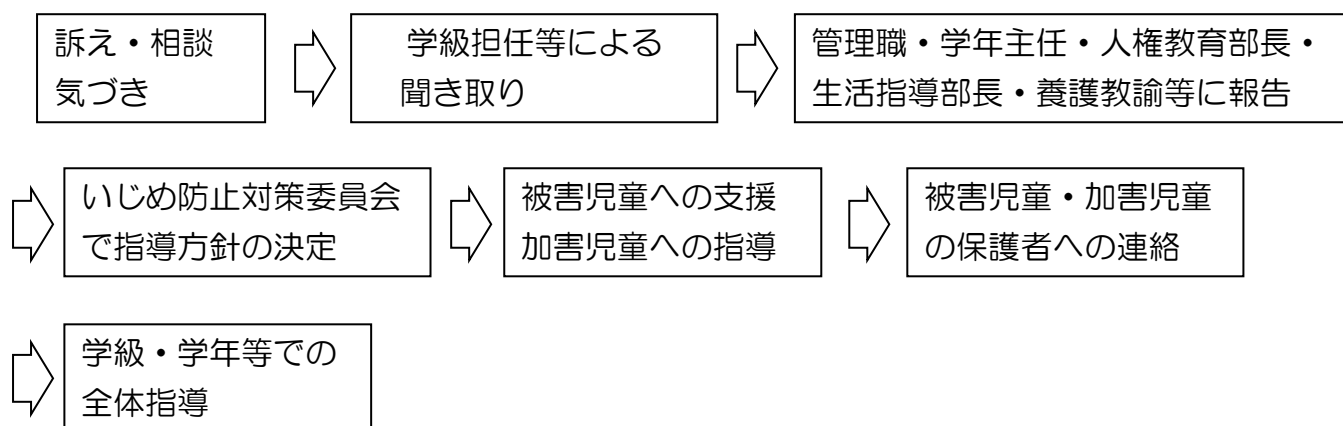 訴え・相談
気づき
学級担任等による
聞き取り
管理職・学年主任・人権教育部長・
生活指導部長・養護教諭等に報告
いじめ防止対策委員会
で指導方針の決定
被害児童への支援
加害児童への指導
被害児童・加害児童
の保護者への連絡
学級・学年等での
全体指導